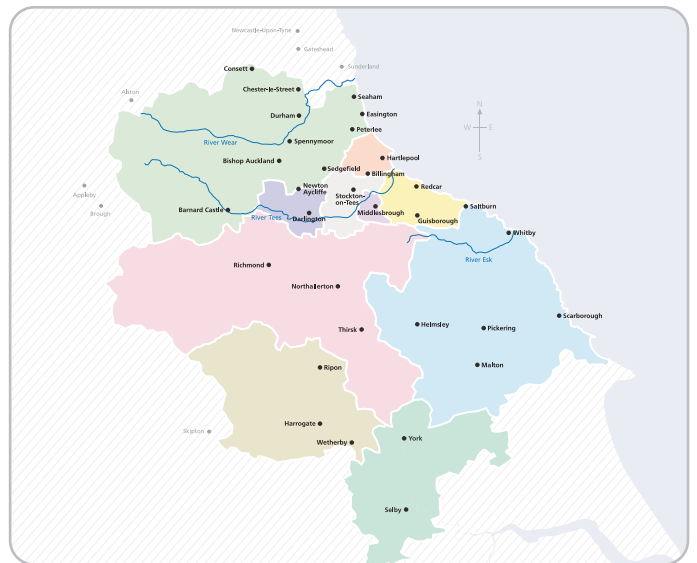 Newcastle-Upon-Tyne
Gateshead
Sunderland
Consett
Chester-le-Street
Alston
Seaham
Durham
Easington
Peterlee
River Wear
Spennymoor
Bishop Auckland
Hartlepool
Sedgefield
Billingham
Newton
Aycliffe
Stockton-
on-Tees
Redcar
Appleby
Brough
Barnard Castle
River Tees
Darlington
Middlesbrough
Saltburn
Guisborough
Whitby
River Esk
N
W
E
S
Richmond
Northallerton
Scarborough
Thirsk
Helmsley
Pickering
Malton
Ripon
Harrogate
Skipton
Wetherby
York
Selby